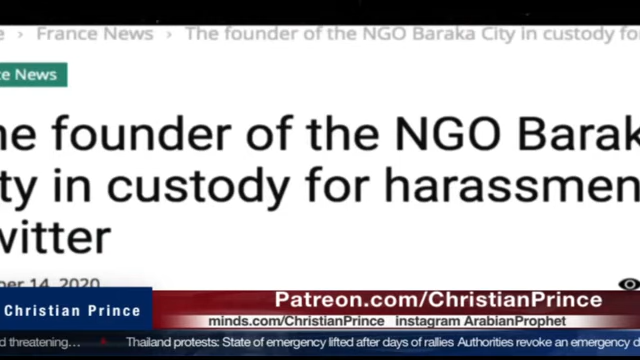 e > France News > The founder of the NGO Baraka City in custody for
ce News
he founder of the NGO Barak
ty in custody for harassmen
witter
ber 14, 2020
Christian Prince
Patreon.com/ChristianPrince
minds.com/ChristianPrince instagram ArabianProphet
d threatening... Thailand protests: State of emergency lifted after days of rallies Authorities revoke an emergency d